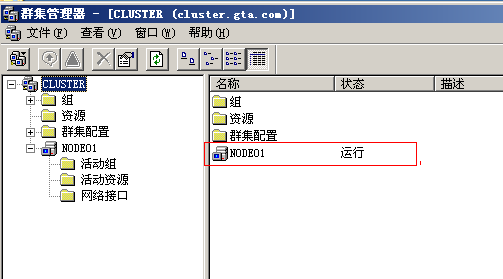 群集管理器 - [CLUSTER (cluster.gta.com)]
文件(F) 查看(V) 窗口(W) 帮助(H)
CLUSTER
组
资源
群集配置
NODE01
活动组
活动资源
网络接口
名称 状态 描述
组
资源
群集配置
NODE01 运行